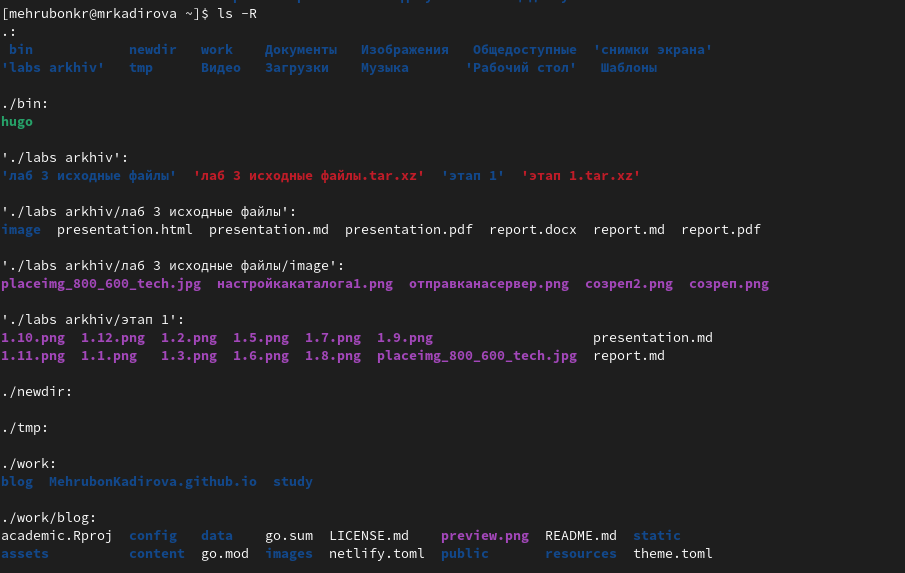 [mehrubonkr@mrkadirova ~]$ ls -R
.:
bin newdir work Документы Изображения Общедоступные 'снимки экрана'
'labs arkhiv' tmp Видео Загрузки Музыка 'Рабочий стол' Шаблоны
./bin:
hugo
'./labs arkhiv':
'лаб 3 исходные файлы' 'лаб 3 исходные файлы.tar.xz' 'этап 1' 'этап 1.tar.xz'
'./labs arkhiv/лаб 3 исходные файлы':
image presentation.html presentation.md presentation.pdf report.docx report.md report.pdf
'./labs arkhiv/лаб 3 исходные файлы/image':
placeimg_800_600_tech.jpg настройкакаталога1.png отправканасервер.png созреп2.png созреп.png
'./labs arkhiv/этап 1':
1.10.png 1.12.png 1.2.png 1.5.png 1.7.png 1.9.png presentation.md
1.11.png 1.1.png 1.3.png 1.6.png 1.8.png placeimg_800_600_tech.jpg report.md
./newdir:
./tmp:
./work:
blog MehrubonKadirova.github.io study
./work/blog:
academic.Rproj config data go.sum LICENSE.md preview.png README.md static
assets content go.mod images netlify.toml public resources theme.toml